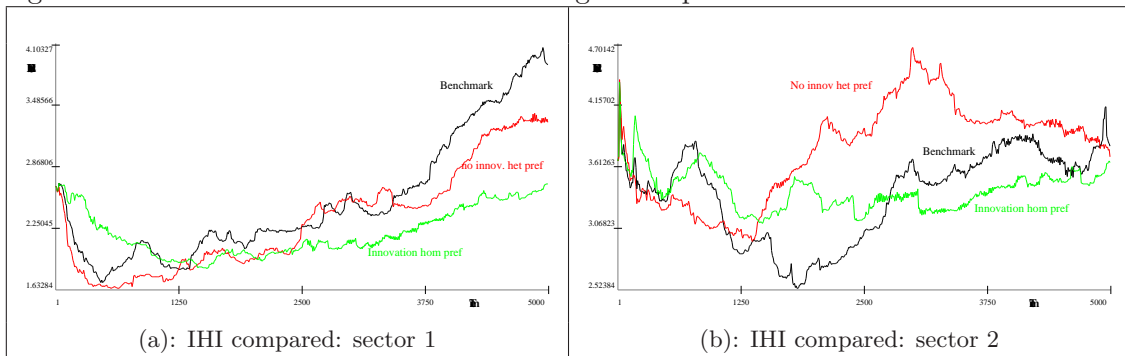 4.10327
Benchmark
3.48566
2.86806
no innov. het pref
2.25045
Innovation hom pref
1.63284
1
1250
2500
3750
5000
(a): IHI compared: sector 1
4.70142
No innov het pref
4.15702
Benchmark
3.61263
Innovation hom pref
3.06823
2.52384
1
1250
2500
3750
5000
(b): IHI compared: sector 2